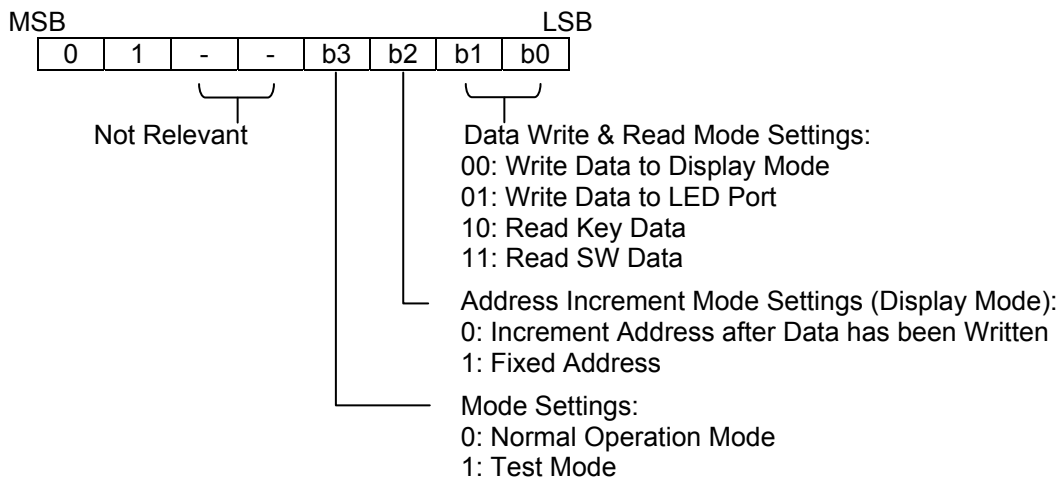 MSB LSB
0 1 - - b3 b2 b1 b0
Not Relevant
Data Write & Read Mode Settings:
00: Write Data to Display Mode
01: Write Data to LED Port
10: Read Key Data
11: Read SW Data
Address Increment Mode Settings (Display Mode):
0: Increment Address after Data has been Written
1: Fixed Address
Mode Settings:
0: Normal Operation Mode
1: Test Mode